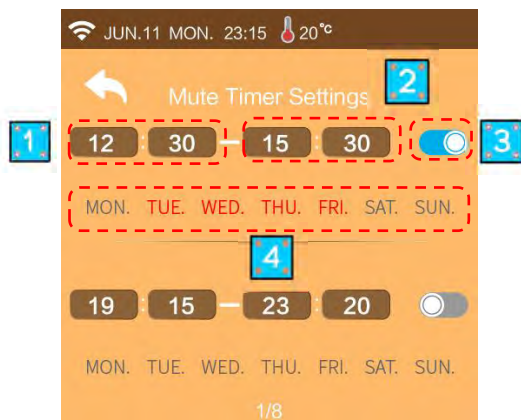 JUN.11 MON. 23:15 20°C
2
Mute Timer Settings
1 12 : 30 – 15 : 30 3
MON. TUE. WED. THU. FRI. SAT. SUN.
4
19 : 15 – 23 : 20
MON. TUE. WED. THU. FRI. SAT. SUN.
1/8